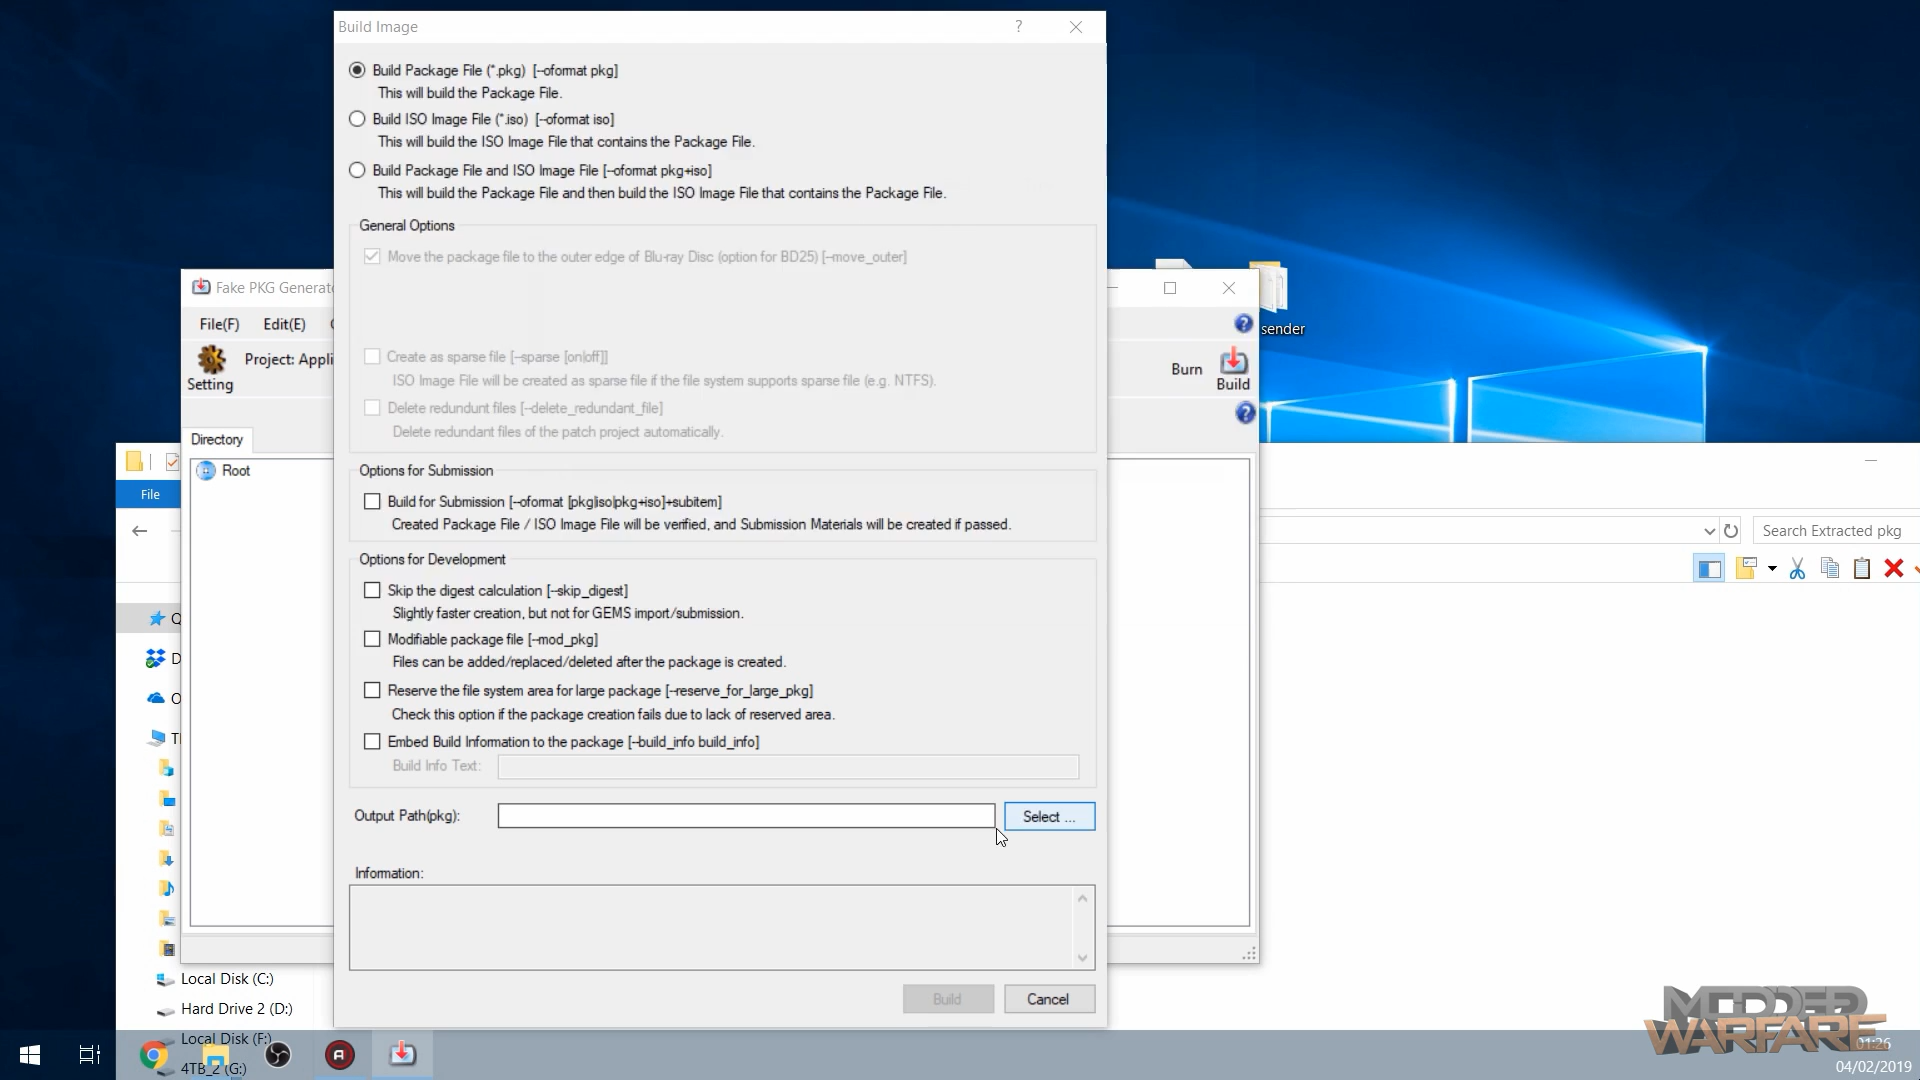 Build Image
?
Build Package File (*.pkg) [--oformat pkg]
This will build the Package File.
Build ISO Image File (*.iso) [--oformat iso]
This will build the ISO Image File that contains the Package File.
Build Package File and ISO Image File [--oformat pkg+iso]
This will build the Package File and then build the ISO Image File that contains the Package File.
General Options
Move the package file to the outer edge of Blu-ray Disc (option for BD25) [--move_outer]
Create as sparse file [--sparse [on|off]]
ISO Image File will be created as sparse file if the file system supports sparse file (e.g. NTFS).
Delete redundunt files [--delete_redundant_file]
Delete redundant files of the patch project automatically.
Options for Submission
Build for Submission [--oformat [pkg|iso|pkg+iso]+subitem]
Created Package File / ISO Image File will be verified, and Submission Materials will be created if passed.
Options for Development
Skip the digest calculation [--skip_digest]
Slightly faster creation, but not for GEMS import/submission.
Modifiable package file [--mod_pkg]
Files can be added/replaced/deleted after the package is created.
Reserve the file system area for large package [--reserve_for_large_pkg]
Check this option if the package creation fails due to lack of reserved area.
Embed Build Information to the package [--build_info build_info]
Build Info Text:
Output Path(pkg):
Select ...
Information:
Build
Cancel
Fake PKG Generato
File(F)
Edit(E)
Setting
Project: Appli
Burn
Build
Directory
Root
sender
File
Search Extracted pkg
Local Disk (C:)
Hard Drive 2 (D:)
Local Disk (F:)
4TB_2 (G:)
MODDED
WARFARE
01:26
04/02/2019